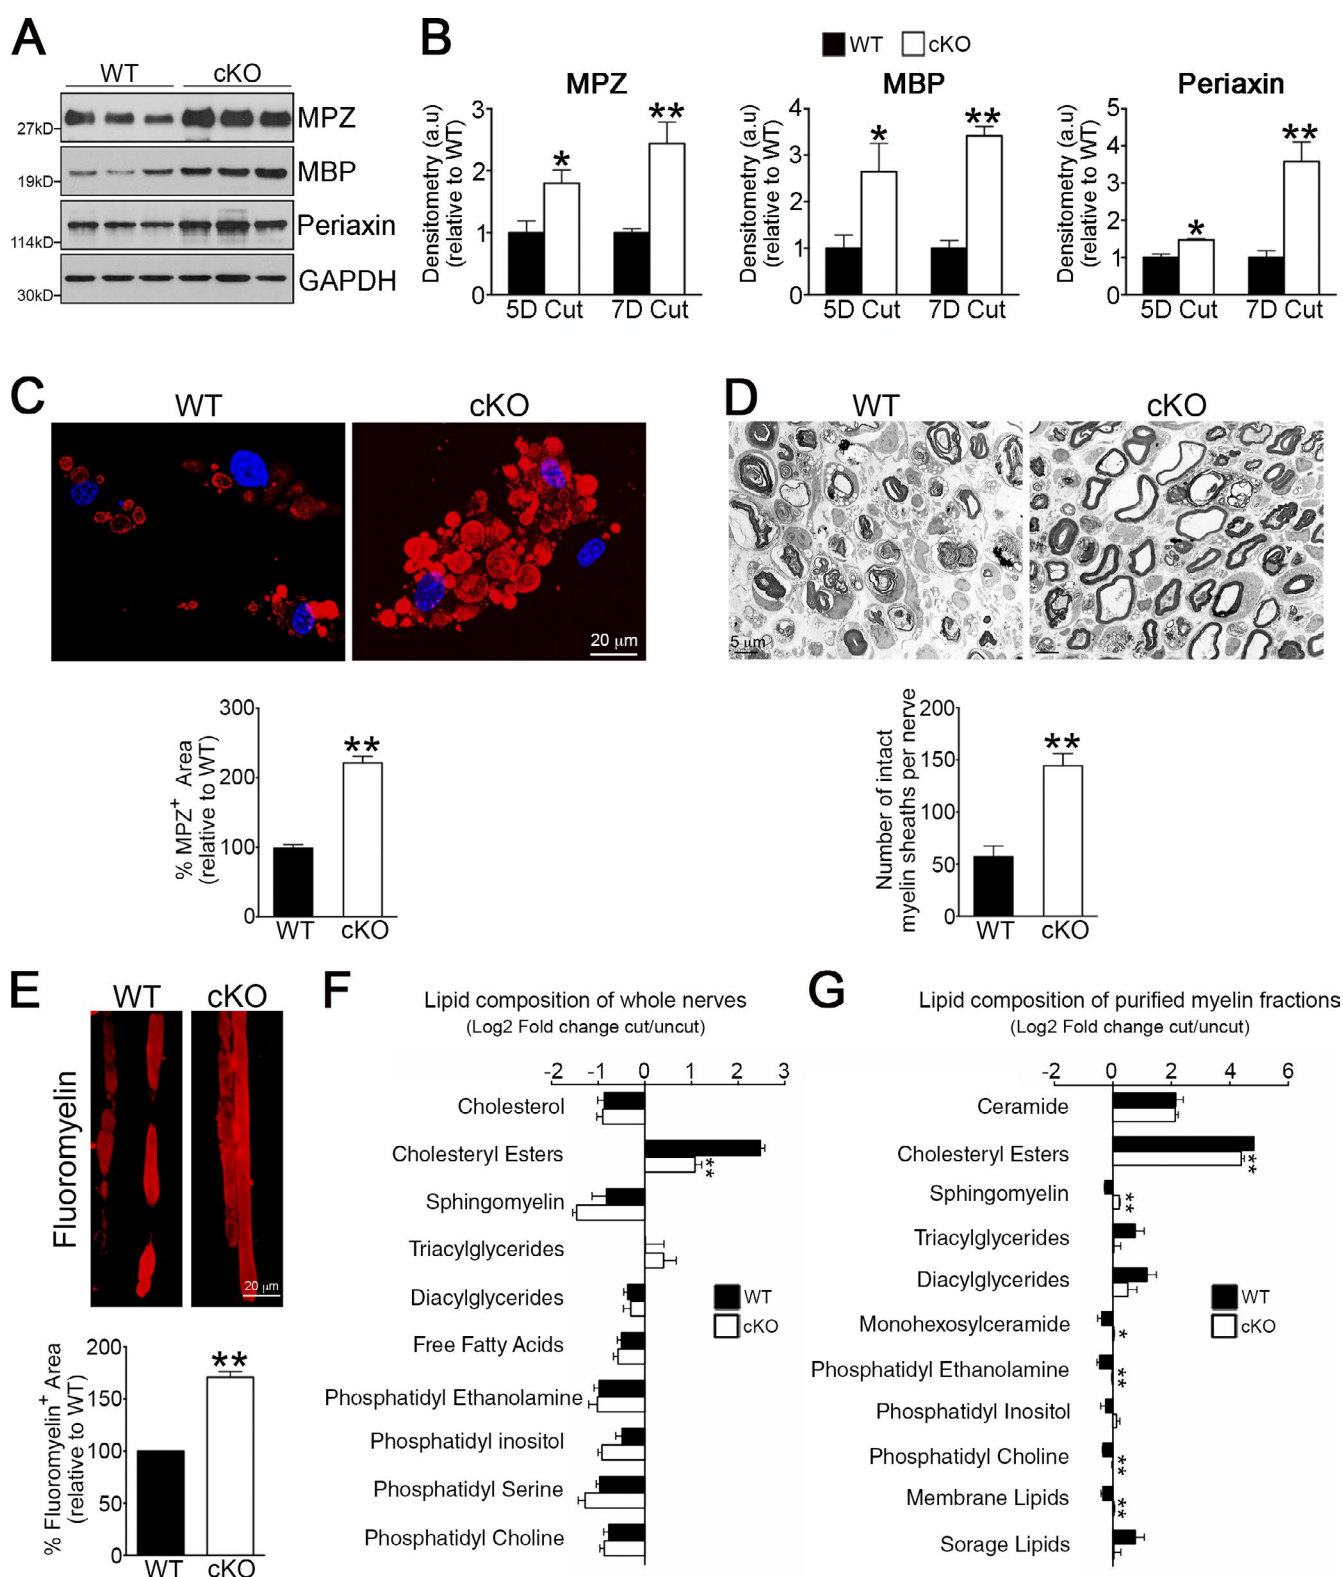 A
WT cKO
27kD MPZ
19kD MBP
114kD Periaxin
30kD GAPDH
B
WT cKO
MPZ
Densitometry (a.u)
(relative to WT)
3
2
1
0
* **
5D Cut 7D Cut
MBP
Densitometry (a.u)
(relative to WT)
4
3
2
1
0
* **
5D Cut 7D Cut
Periaxin
Densitometry (a.u)
(relative to WT)
5
4
3
2
1
0
* **
5D Cut 7D Cut
C
WT cKO
20 μm
% MPZ+ Area
(relative to WT)
300
200
100
0
**
WT cKO
D
WT cKO
5 μm
Number of intact
myelin sheaths per nerve
200
150
100
50
0
**
WT cKO
E
WT cKO
Fluoromyelin
20 μm
% Fluoromyelin+ Area
(relative to WT)
200
150
100
50
0
**
WT cKO
F
Lipid composition of whole nerves
(Log2 Fold change cut/uncut)
-2 -1 0 1 2 3
Cholesterol
Cholesteryl Esters **
Sphingomyelin
Triacylglycerides
Diacylglycerides
Free Fatty Acids
Phosphatidyl Ethanolamine
Phosphatidyl inositol
Phosphatidyl Serine
Phosphatidyl Choline
WT
cKO
G
Lipid composition of purified myelin fractions
(Log2 Fold change cut/uncut)
-2 0 2 4 6
Ceramide
Cholesteryl Esters **
Sphingomyelin **
Triacylglycerides
Diacylglycerides
Monohexosylceramide *
Phosphatidyl Ethanolamine **
Phosphatidyl Inositol
Phosphatidyl Choline **
Membrane Lipids **
Sorage Lipids
WT
cKO